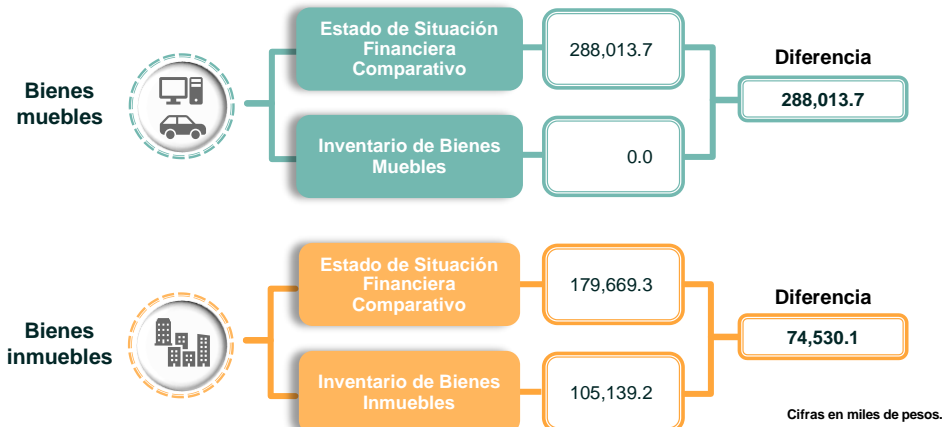 Bienes
muebles
Estado de Situación
Financiera
Comparativo
288,013.7
Inventario de Bienes
Muebles
0.0
Diferencia
288,013.7
Bienes
inmuebles
Estado de Situación
Financiera
Comparativo
179,669.3
Inventario de Bienes
Inmuebles
105,139.2
Diferencia
74,530.1
Cifras en miles de pesos.